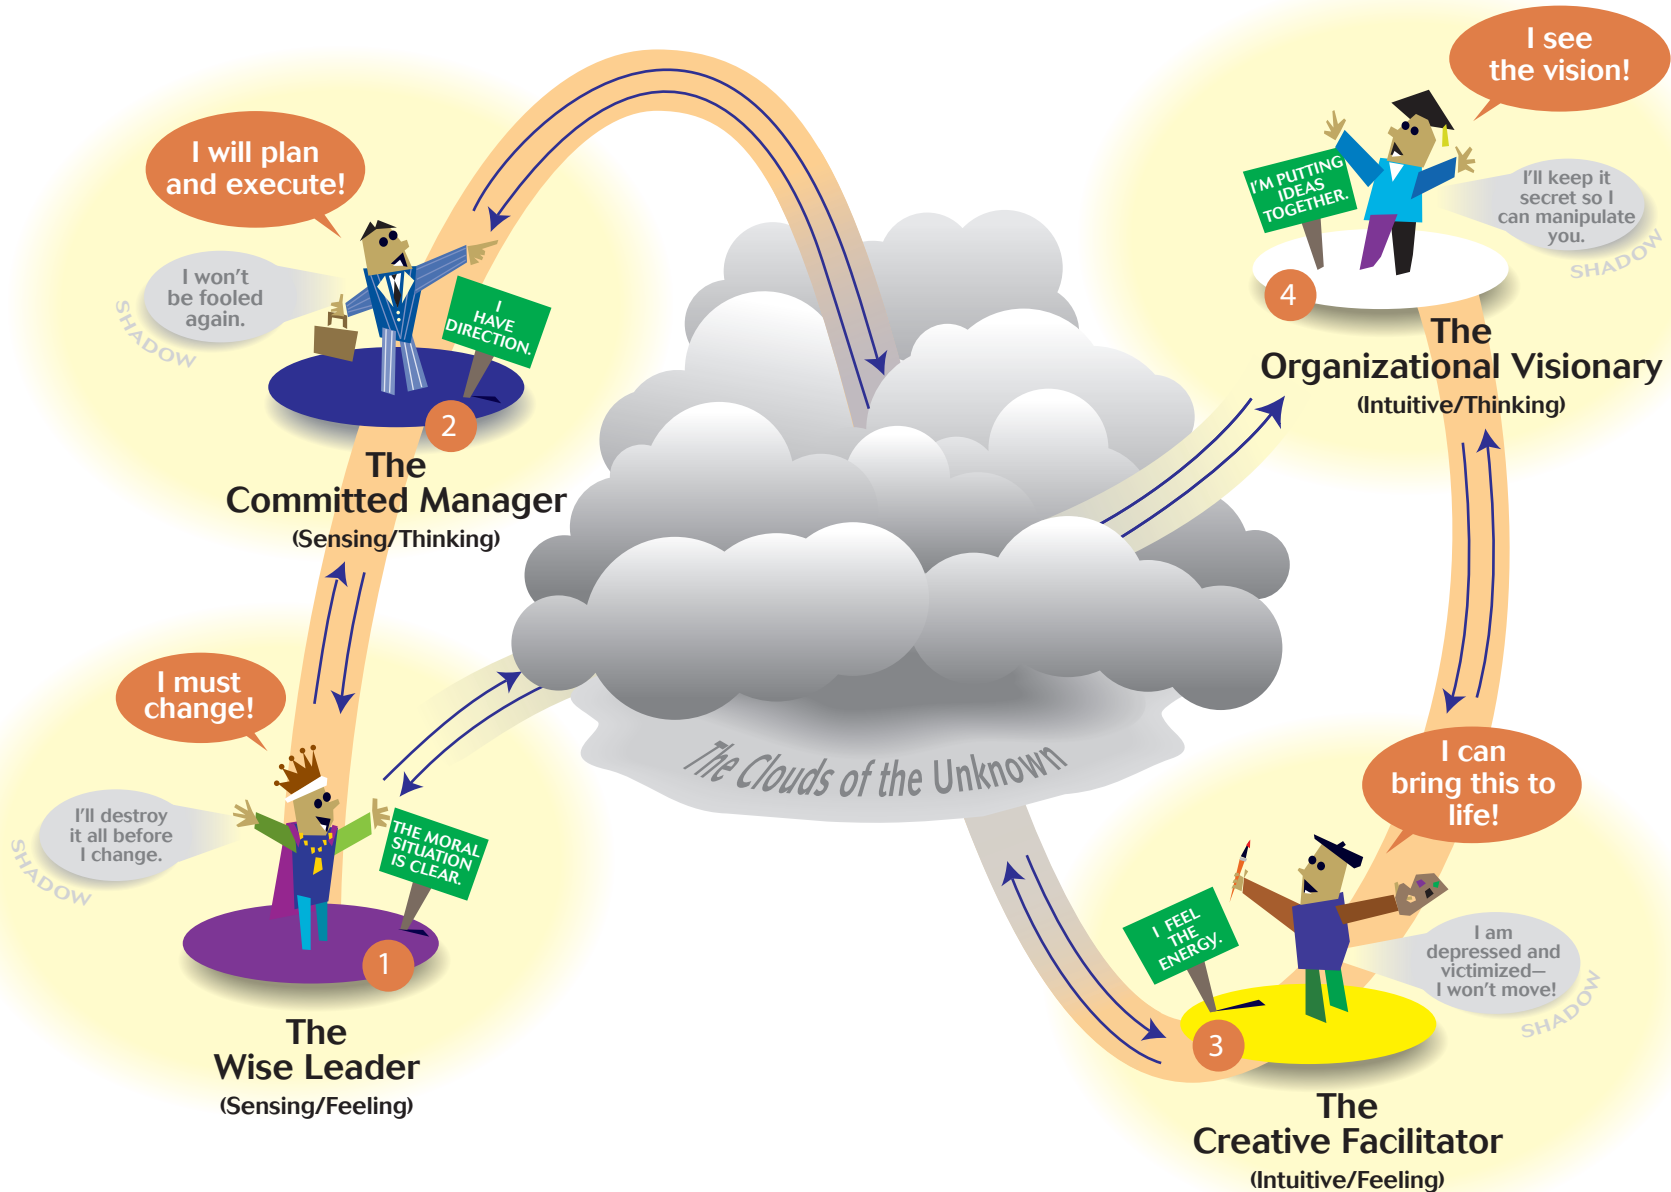 I see
the vision!
I'll keep it
secret so I
can manipulate
you.
SHADOW
I'M PUTTING
IDEAS
TOGETHER.
4
The
Organizational Visionary
(Intuitive/Thinking)
I will plan
and execute!
I won't
be fooled
again.
SHADOW
I
HAVE
DIRECTION.
2
The
Committed Manager
(Sensing/Thinking)
I must
change!
I'll destroy
it all before
I change.
SHADOW
THE MORAL
SITUATION
IS CLEAR.
1
The
Wise Leader
(Sensing/Feeling)
The Clouds of the Unknown
I can
bring this to
life!
I FEEL
THE
ENERGY.
I am
depressed and
victimized—
I won't move!
SHADOW
3
The
Creative Facilitator
(Intuitive/Feeling)